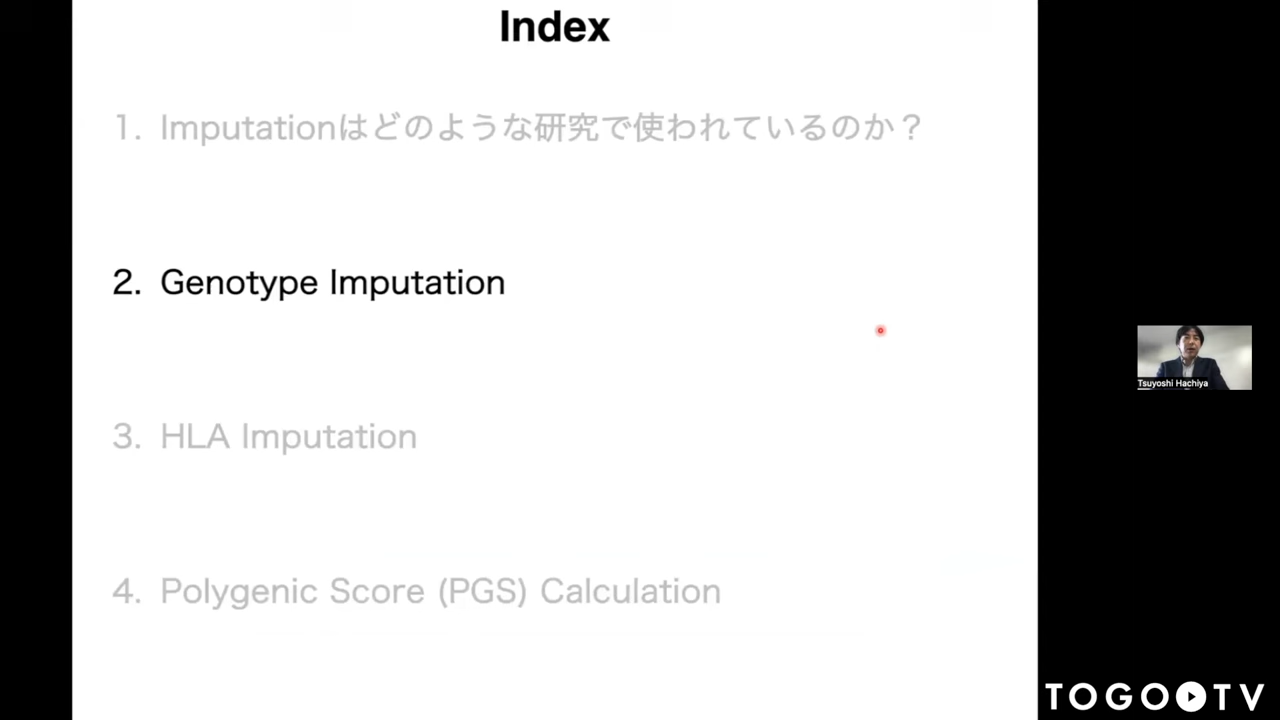 Index
1. Imputationはどのような研究で使われているのか？
2. Genotype Imputation
3. HLA Imputation
4. Polygenic Score (PGS) Calculation
Tsuyoshi Hachiya
TOGO TV